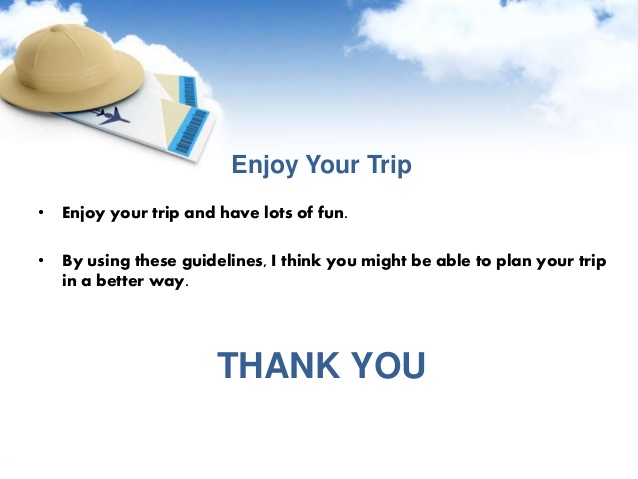 Enjoy Your Trip
• Enjoy your trip and have lots of fun.
• By using these guidelines, I think you might be able to plan your trip
in a better way.
THANK YOU